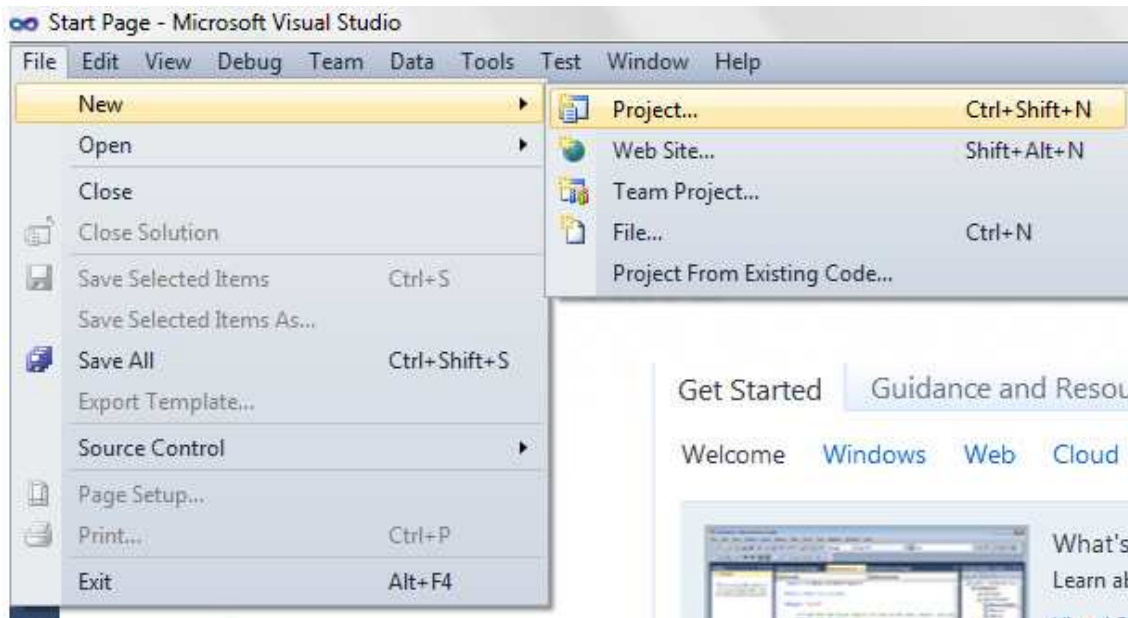 Start Page - Microsoft Visual Studio
File Edit View Debug Team Data Tools Test Window Help
New
Open
Close
Close Solution
Save Selected Items Ctrl+S
Save Selected Items As...
Save All Ctrl+Shift+S
Export Template...
Source Control
Page Setup...
Print... Ctrl+P
Exit Alt+F4
Project... Ctrl+Shift+N
Web Site... Shift+Alt+N
Team Project...
File... Ctrl+N
Project From Existing Code...
Get Started Guidance and Resou
Welcome Windows Web Cloud
What's
Learn